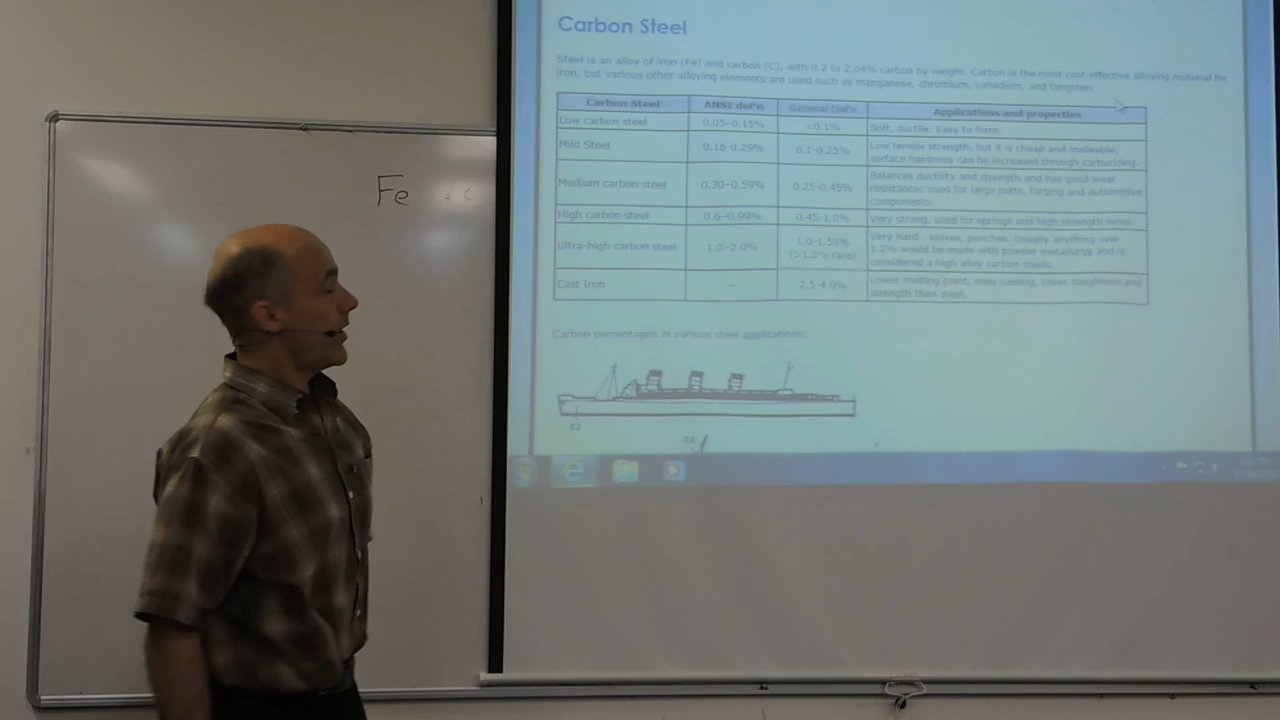 Carbon Steel
Steel is an alloy of iron (Fe) and carbon (C), with 0.2 to 2.04% carbon by weight. Carbon is the most cost-effective alloying material for
iron, but various other alloying elements are used such as manganese, chromium, vanadium, and tungsten.
Carbon Steel ANSI def'n General Def'n Applications and properties
Low carbon steel 0.05-0.15% <0.1% Soft, ductile. Easy to form.
Mild Steel 0.16-0.29% 0.1-0.25% Low tensile strength, but it is cheap and malleable;
surface hardness can be increased through carburizing.
Medium carbon steel 0.30-0.59% 0.25-0.45% Balances ductility and strength and has good wear
resistance; used for large parts, forging and automotive
components.
High carbon steel 0.6-0.99% 0.45-1.0% Very strong, used for springs and high-strength wires.
Ultra-high carbon steel 1.0-2.0% 1.0-1.50%
(>1.5% rare) Very hard - knives, punches. Usually anything over
1.2% would be made with powder metallurgy and is
considered a high alloy carbon steels.
Cast Iron – 2.5-4.0% Lower melting point, easy casting, lower toughness and
strength than steel.
Carbon percentages in various steel applications:
0.2
0.8
Fe + C